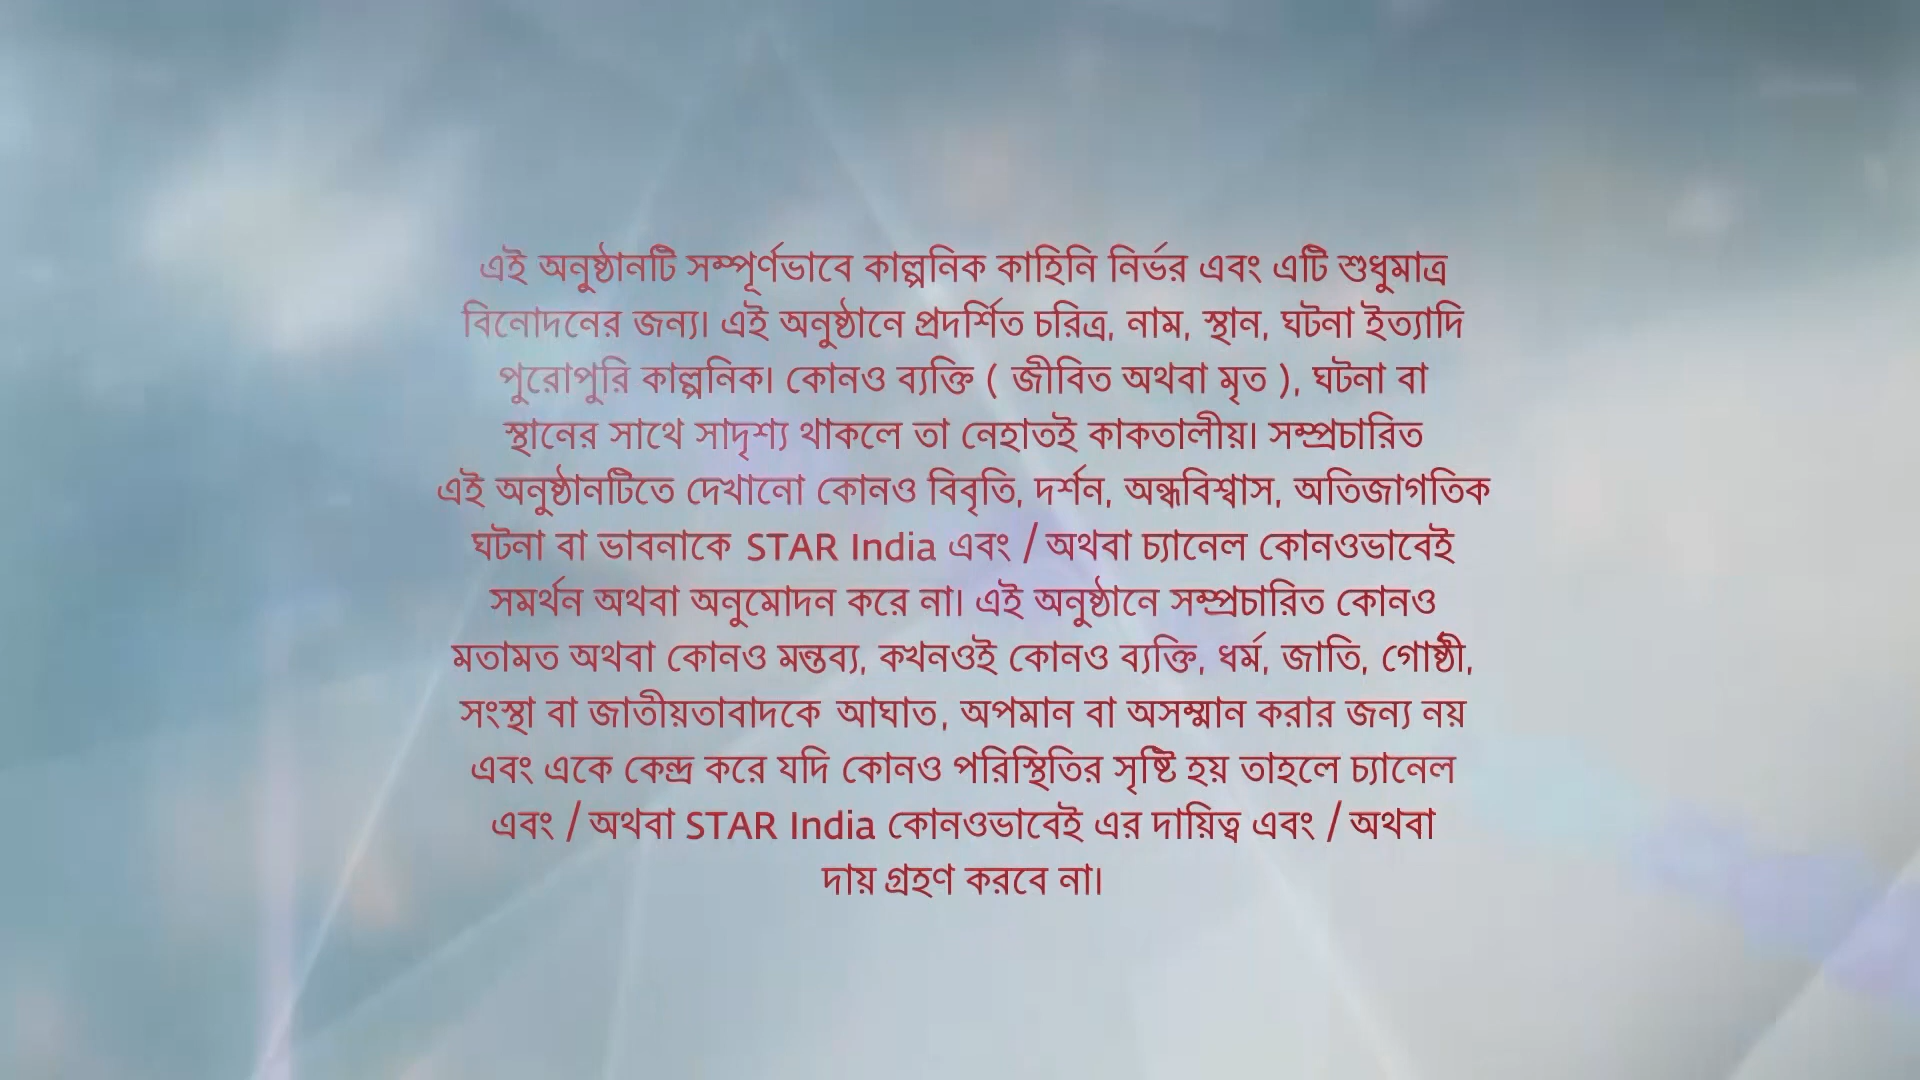 এই অনুষ্ঠানটি সম্পূর্ণভাবে কাল্পনিক কাহিনি নির্ভর এবং এটি শুধুমাত্র
বিনোদনের জন্য। এই অনুষ্ঠানে প্রদর্শিত চরিত্র, নাম, স্থান, ঘটনা ইত্যাদি
পুরোপুরি কাল্পনিক। কোনও ব্যক্তি ( জীবিত অথবা মৃত ), ঘটনা বা
স্থানের সাথে সাদৃশ্য থাকলে তা নেহাতই কাকতালীয়। সম্প্রচারিত
এই অনুষ্ঠানটিতে দেখানো কোনও বিবৃতি, দর্শন, অন্ধবিশ্বাস, অতিজাগতিক
ঘটনা বা ভাবনাকে STAR India এবং / অথবা চ্যানেল কোনওভাবেই
সমর্থন অথবা অনুমোদন করে না। এই অনুষ্ঠানে সম্প্রচারিত কোনও
মতামত অথবা কোনও মন্তব্য, কখনওই কোনও ব্যক্তি, ধর্ম, জাতি, গোষ্ঠী,
সংস্থা বা জাতীয়তাবাদকে আঘাত, অপমান বা অসম্মান করার জন্য নয়
এবং একে কেন্দ্র করে যদি কোনও পরিস্থিতির সৃষ্টি হয় তাহলে চ্যানেল
এবং / অথবা STAR India কোনওভাবেই এর দায়িত্ব এবং / অথবা
দায় গ্রহণ করবে না।